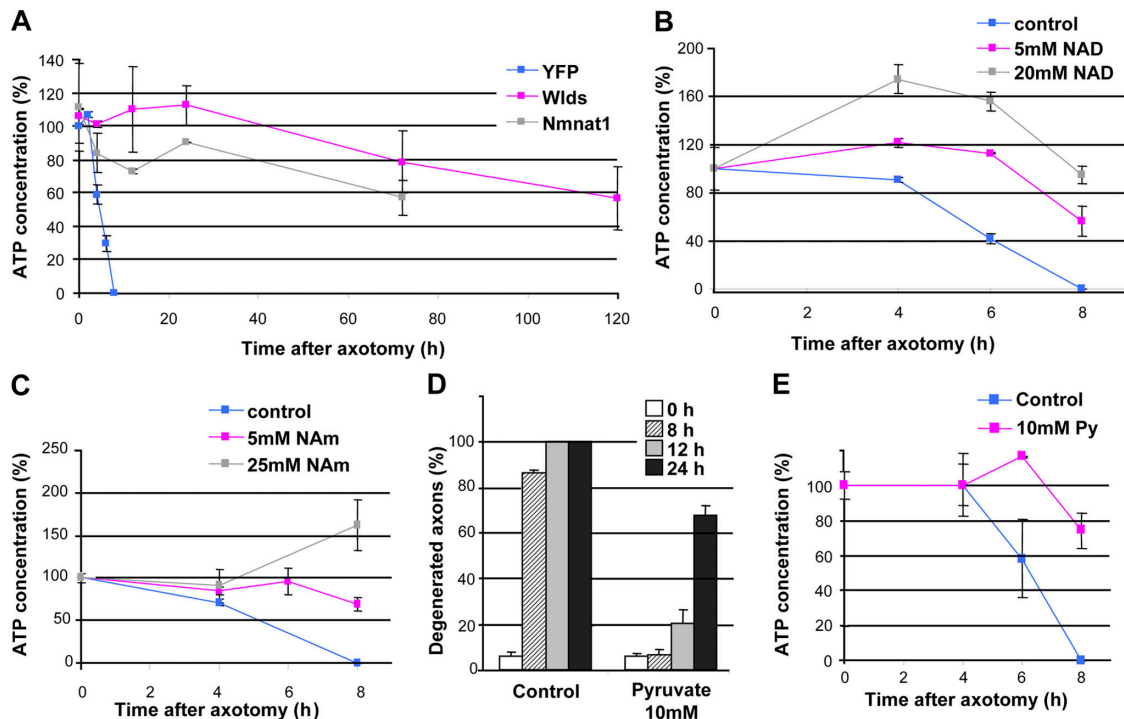 A
ATP concentration (%)
140
120
100
80
60
40
20
0
0 20 40 60 80 100 120
Time after axotomy (h)
YFP
Wlds
Nmnat1
B
ATP concentration (%)
200
160
120
80
40
0
0 4 6 8
Time after axotomy (h)
control
5mM NAD
20mM NAD
C
ATP concentration (%)
250
200
150
100
50
0
0 2 4 6 8
Time after axotomy (h)
control
5mM NAm
25mM NAm
D
Degenerated axons (%)
100
80
60
40
20
0
Control
Pyruvate
10mM
0 h
8 h
12 h
24 h
E
ATP concentration (%)
100
80
60
40
20
0
0 2 4 6 8
Time after axotomy (h)
Control
10mM Py